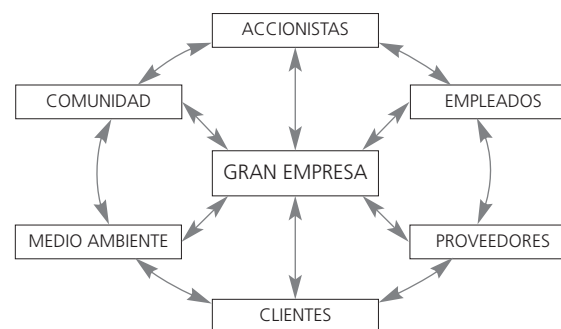 ACCIONISTAS
COMUNIDAD
EMPLEADOS
GRAN EMPRESA
MEDIO AMBIENTE
PROVEEDORES
CLIENTES